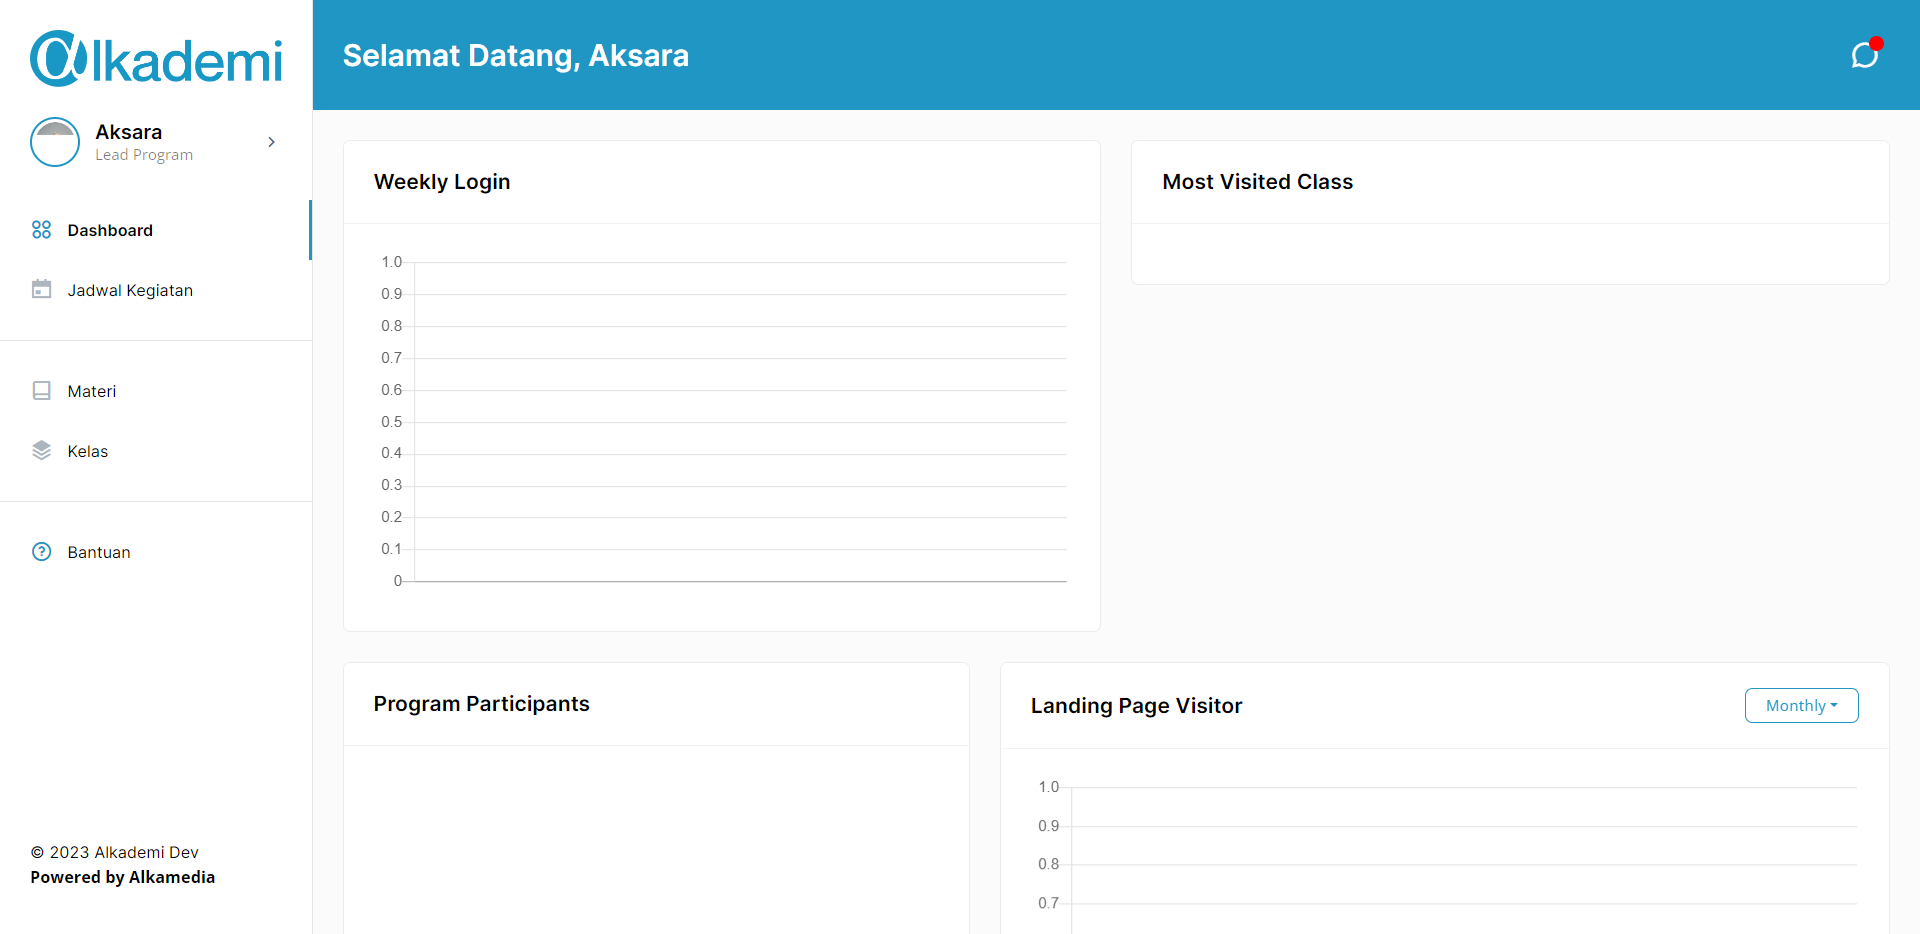 alkademi
Aksara
Lead Program
Dashboard
Jadwal Kegiatan
Materi
Kelas
Bantuan
© 2023 Alkademi Dev
Powered by Alkamedia
Selamat Datang, Aksara
Weekly Login
1.0
0.9
0.8
0.7
0.6
0.5
0.4
0.3
0.2
0.1
0
Most Visited Class
Program Participants
Landing Page Visitor
Monthly
1.0
0.9
0.8
0.7